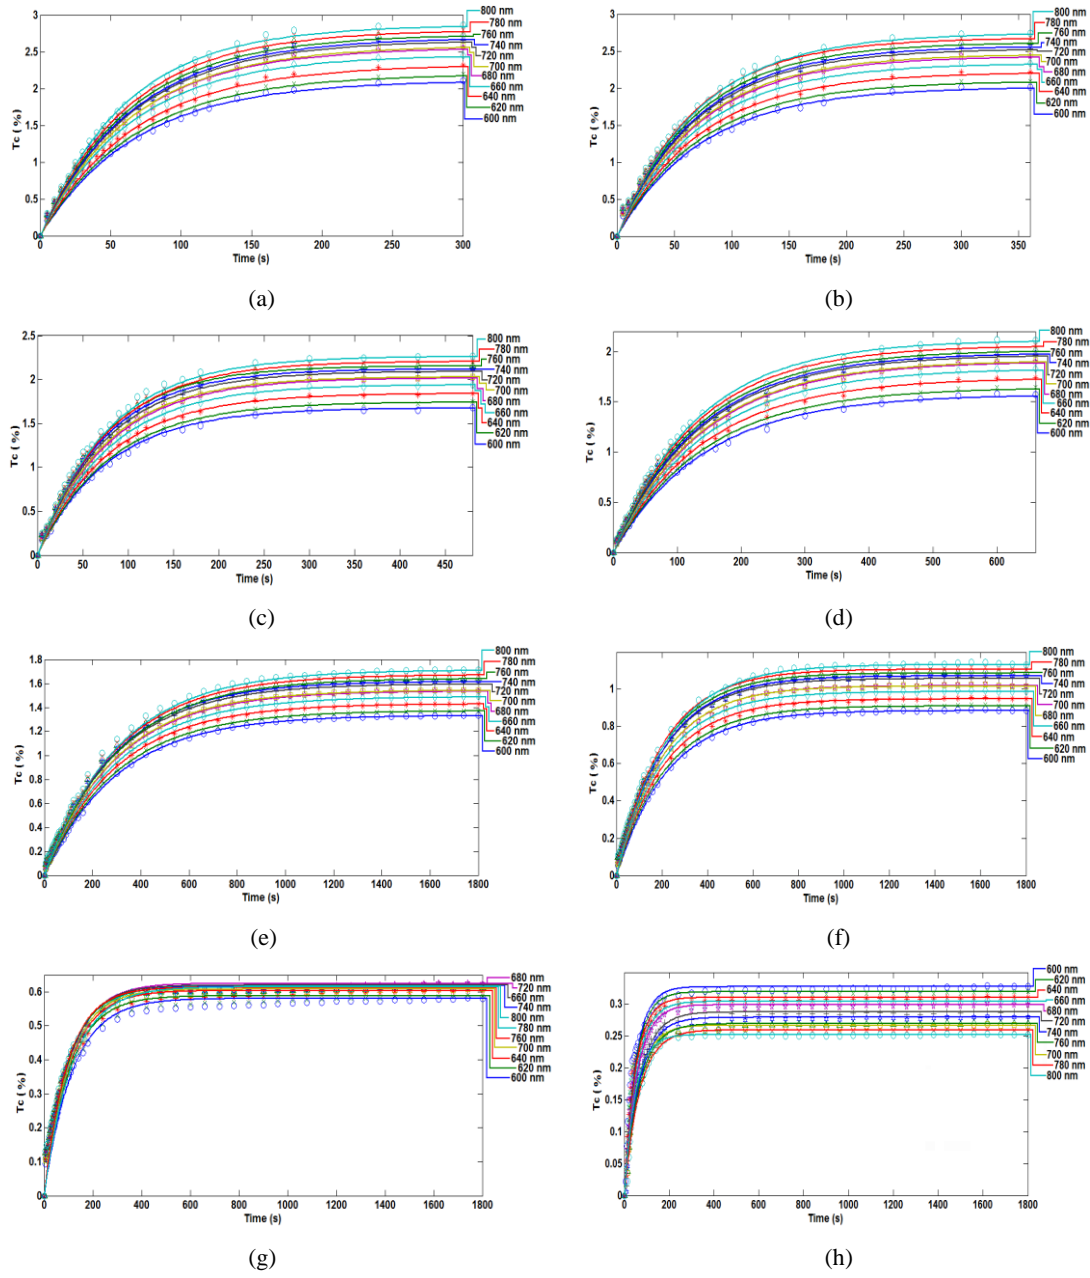 3
2.5
2
1.5
1
0.5
0
Tc ( %)
0 50 100 150 200 250 300
Time (s)
800 nm
780 nm
760 nm
740 nm
720 nm
700 nm
680 nm
660 nm
640 nm
620 nm
600 nm
(a)
3
2.5
2
1.5
1
0.5
0
Tc ( %)
0 50 100 150 200 250 300 350
Time (s)
800 nm
780 nm
760 nm
740 nm
720 nm
700 nm
680 nm
660 nm
640 nm
620 nm
600 nm
(b)
2.5
2
1.5
1
0.5
0
Tc ( %)
0 50 100 150 200 250 300 350 400 450
Time (s)
800 nm
780 nm
760 nm
740 nm
720 nm
700 nm
680 nm
660 nm
640 nm
620 nm
600 nm
(c)
2
1.5
1
0.5
0
Tc ( %)
0 100 200 300 400 500 600
Time (s)
800 nm
780 nm
760 nm
740 nm
720 nm
700 nm
680 nm
660 nm
640 nm
620 nm
600 nm
(d)
1.8
1.6
1.4
1.2
1
0.8
0.6
0.4
0.2
0
Tc ( %)
0 200 400 600 800 1000 1200 1400 1600 1800
Time (s)
800 nm
780 nm
760 nm
740 nm
720 nm
700 nm
680 nm
660 nm
640 nm
620 nm
600 nm
(e)
1
0.8
0.6
0.4
0.2
0
Tc ( %)
0 200 400 600 800 1000 1200 1400 1600 1800
Time (s)
800 nm
780 nm
760 nm
740 nm
720 nm
700 nm
680 nm
660 nm
640 nm
620 nm
600 nm
(f)
0.6
0.5
0.4
0.3
0.2
0.1
0
Tc ( %)
0 200 400 600 800 1000 1200 1400 1600 1800
Time (s)
680 nm
720 nm
660 nm
740 nm
800 nm
780 nm
760 nm
700 nm
640 nm
620 nm
600 nm
(g)
0.3
0.25
0.2
0.15
0.1
0.05
0
Tc ( %)
0 200 400 600 800 1000 1200 1400 1600 1800
Time (s)
600 nm
620 nm
640 nm
660 nm
680 nm
720 nm
740 nm
760 nm
700 nm
780 nm
800 nm
(h)